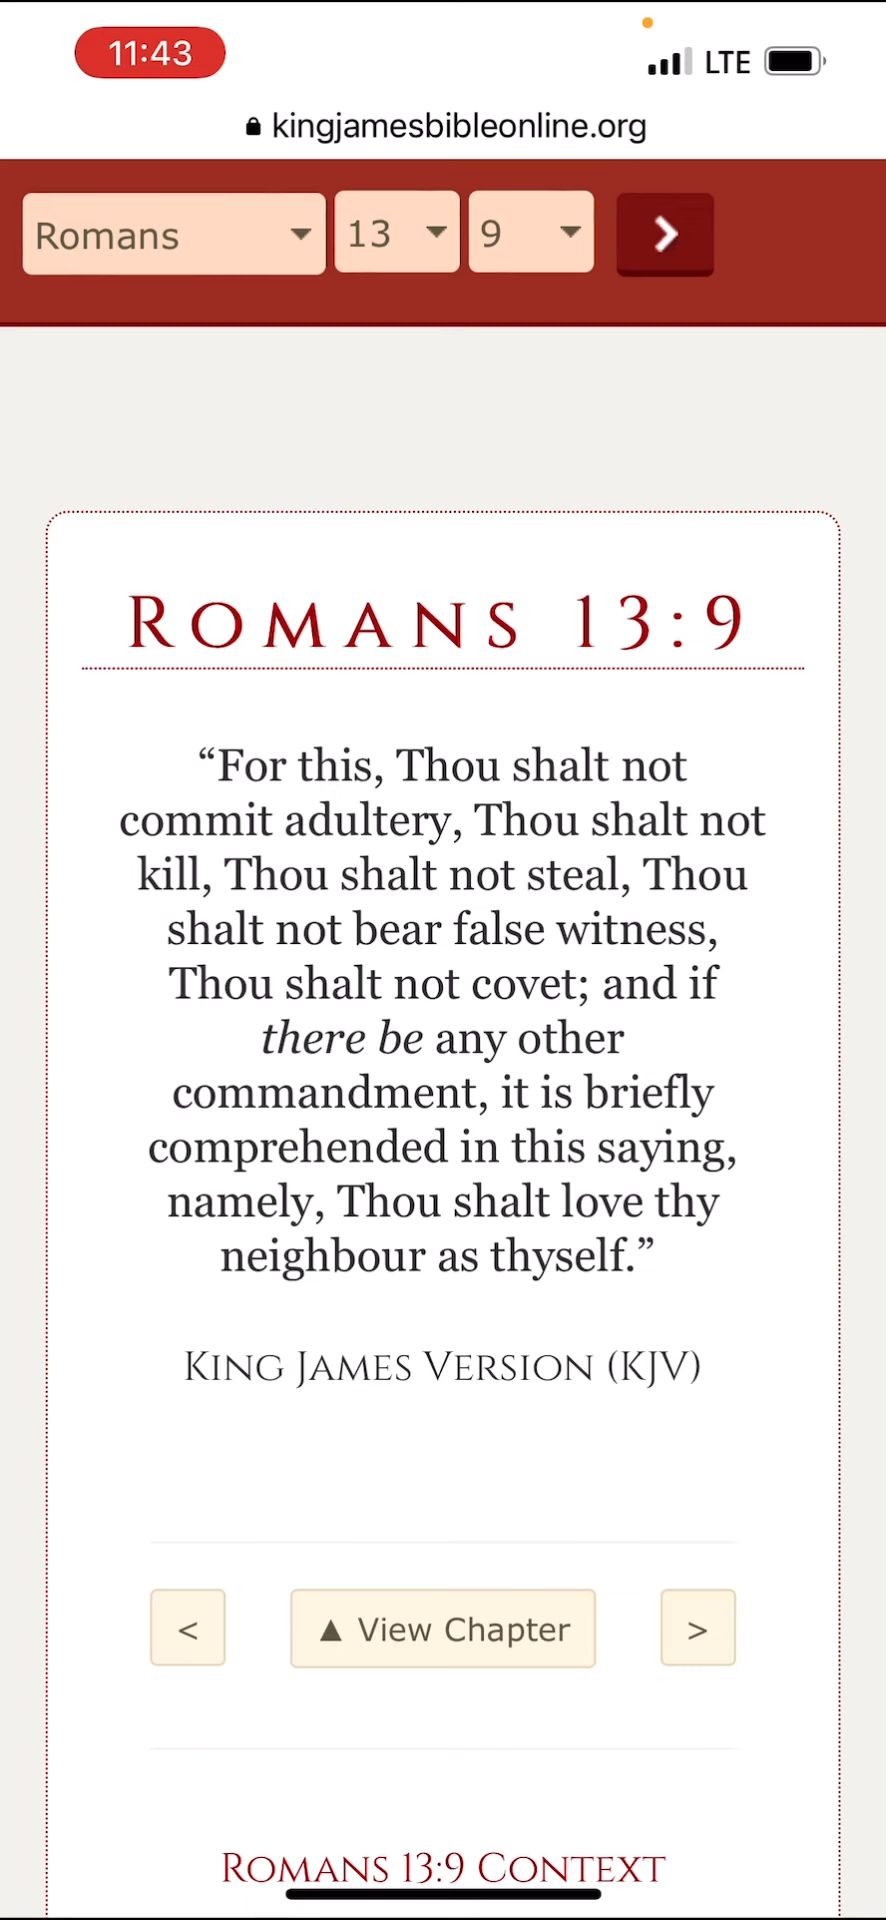 11:43
LTE
kingjamesbibleonline.org
Romans
13
9
ROMANS 13:9
“For this, Thou shalt not
commit adultery, Thou shalt not
kill, Thou shalt not steal, Thou
shalt not bear false witness,
Thou shalt not covet; and if
there be any other
commandment, it is briefly
comprehended in this saying,
namely, Thou shalt love thy
neighbour as thyself.”
KING JAMES VERSION (KJV)
<
▲ View Chapter
>
ROMANS 13:9 CONTEXT